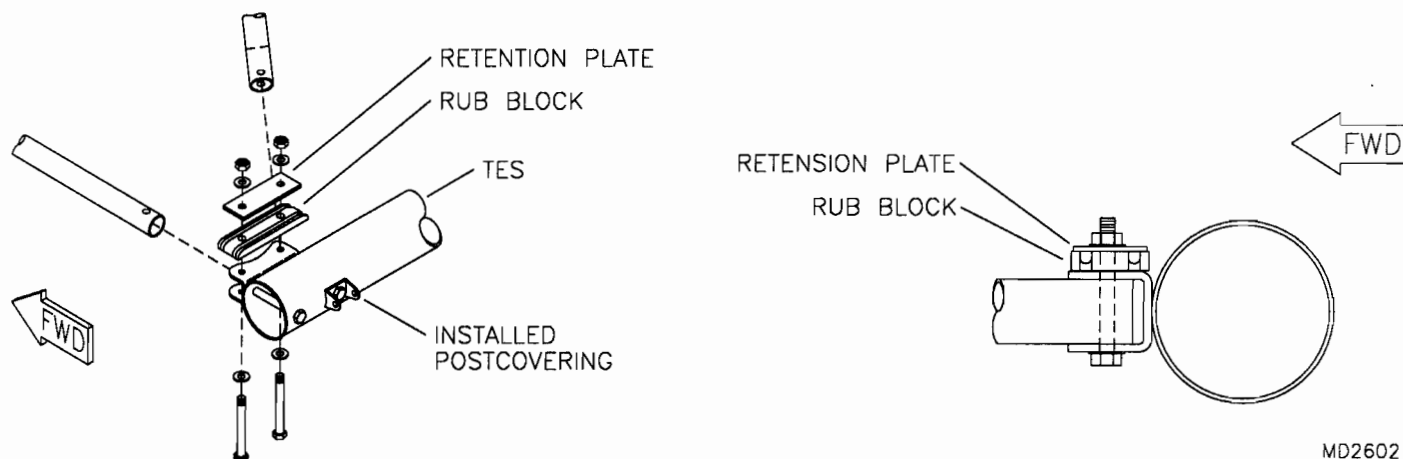 RETENTION PLATE
RUB BLOCK
TES
INSTALLED
POSTCOVERING
FWD
FWD
RETENSION PLATE
RUB BLOCK
MD2602